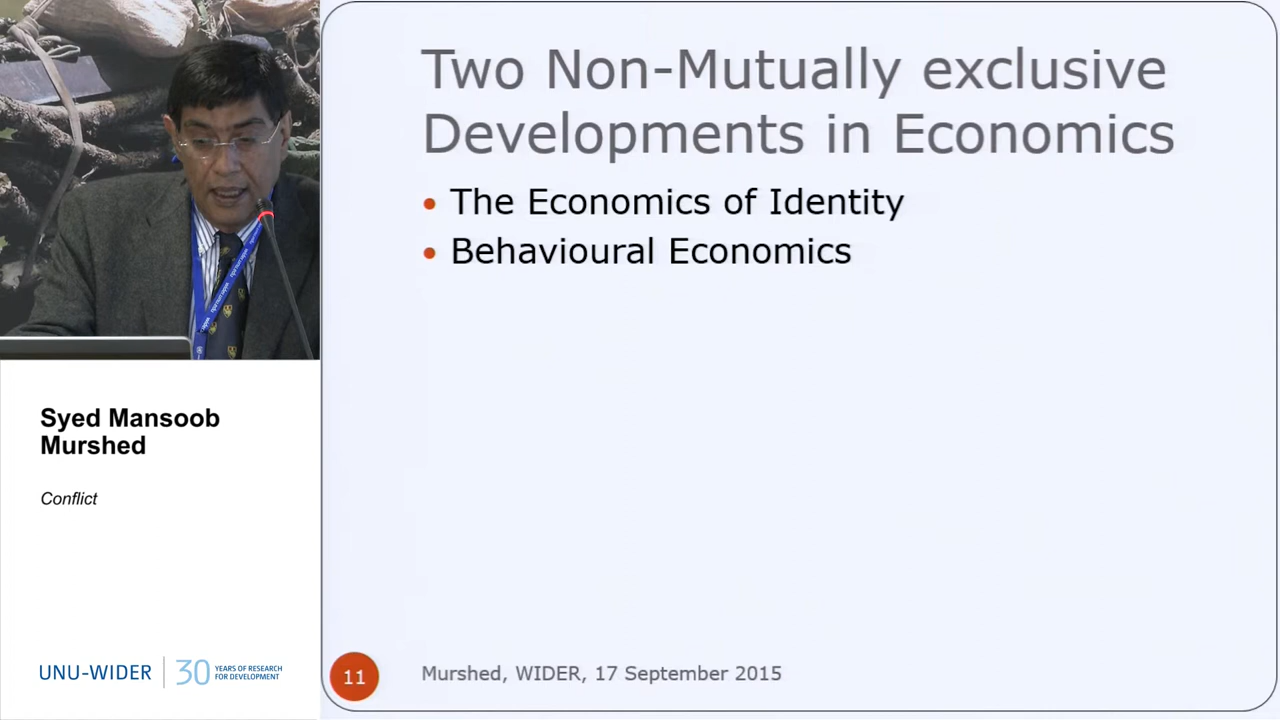 Two Non-Mutually exclusive
Developments in Economics
• The Economics of Identity
• Behavioural Economics
Syed Mansoob
Murshed
Conflict
UNU-WIDER
30
YEARS OF RESEARCH
FOR DEVELOPMENT
11
Murshed, WIDER, 17 September 2015